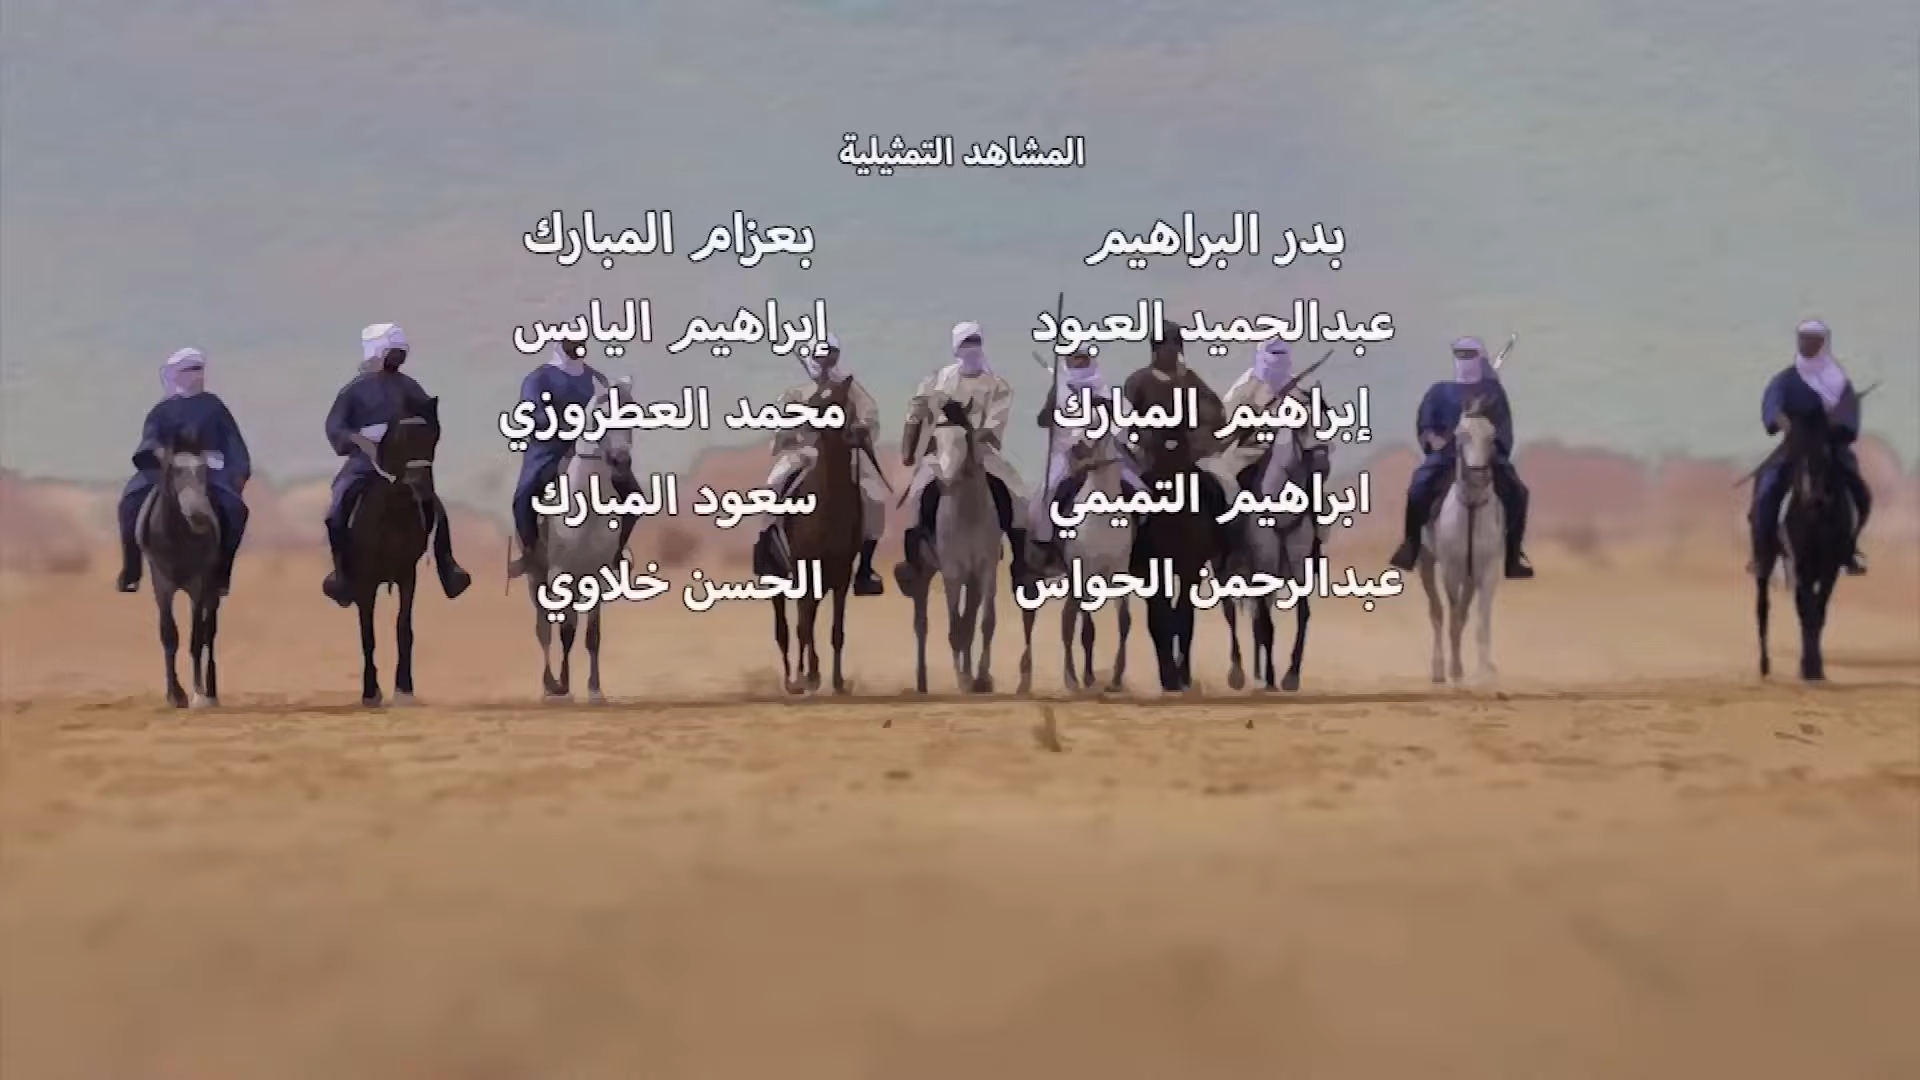 المشاهد التمثيلية
بدر البراهيم
بعزام المبارك
عبدالحميد العبود
إبراهيم اليابس
إبراهيم المبارك
محمد العطروزي
ابراهيم التميمي
سعود المبارك
عبدالرحمن الحواس
الحسن خلاوي